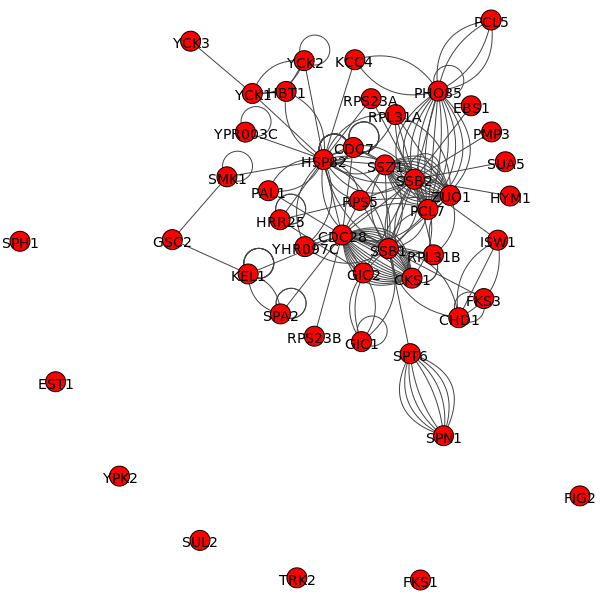 PCL5
YCK3
YCK2
KCC4
YCK1
HBT1
PHO85
RPS23A
EBS1
RPL31A
YPR003C
PMP3
CDC7
HSP82
SSZ1
SUA5
SMK1
SSB2
PAL1
ZUO1
HYM1
RPS5
PCL7
HRR25
SPH1
GSC2
CDC28
ISW1
YHR097C
SSB1
RPL31B
KEL1
GIC2
CKS1
FKS3
SPA2
CHD1
RPS23B
GIC1
SPT6
EST1
SPN1
YPK2
FIG2
SUL2
TRK2
FKS1